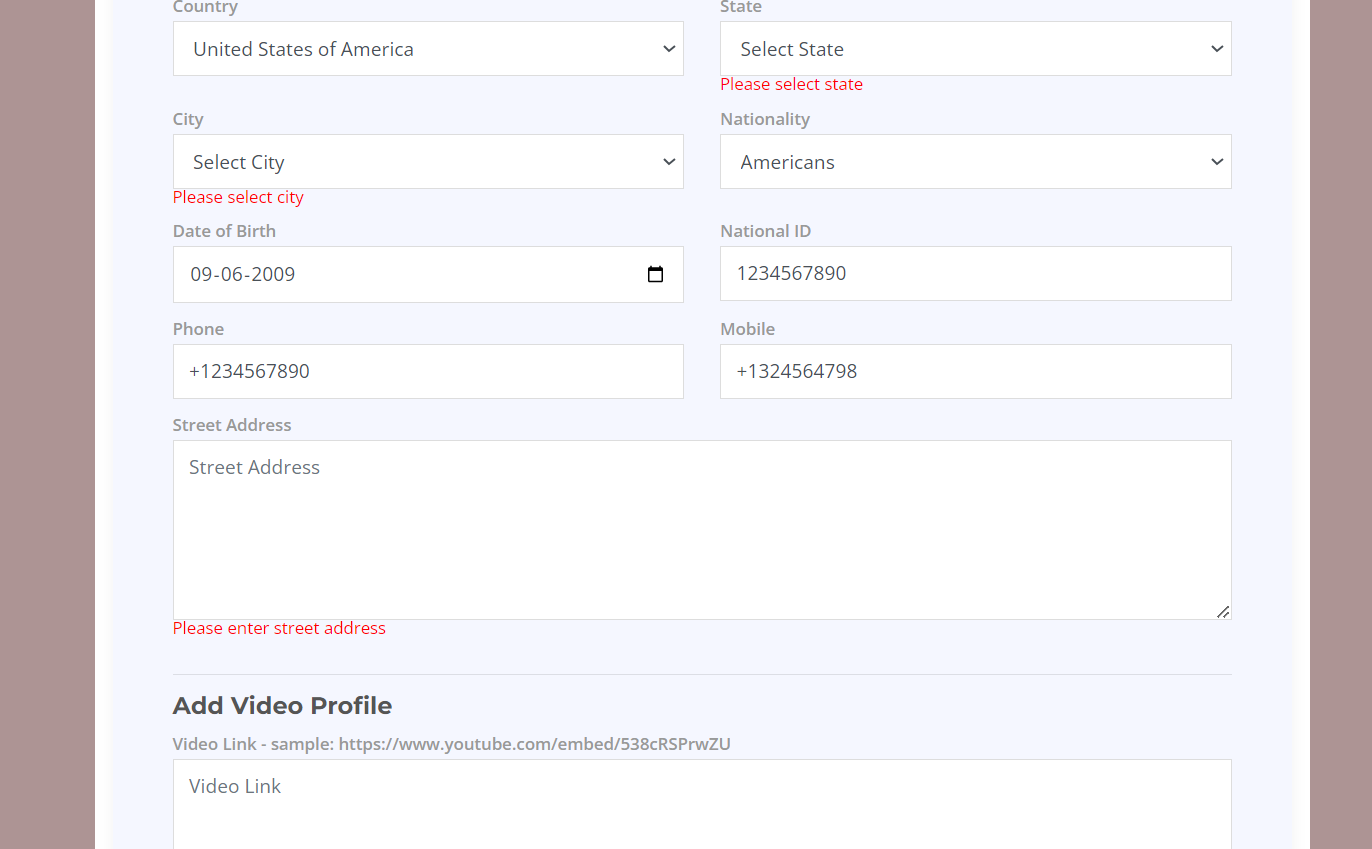 Country State
United States of America Select State
Please select state
City Nationality
Select City Americans
Please select city
Date of Birth National ID
09-06-2009 1234567890
Phone Mobile
+1234567890 +1324564798
Street Address
Street Address
Please enter street address
Add Video Profile
Video Link - sample: https://www.youtube.com/embed/538cRSPrwZU
Video Link